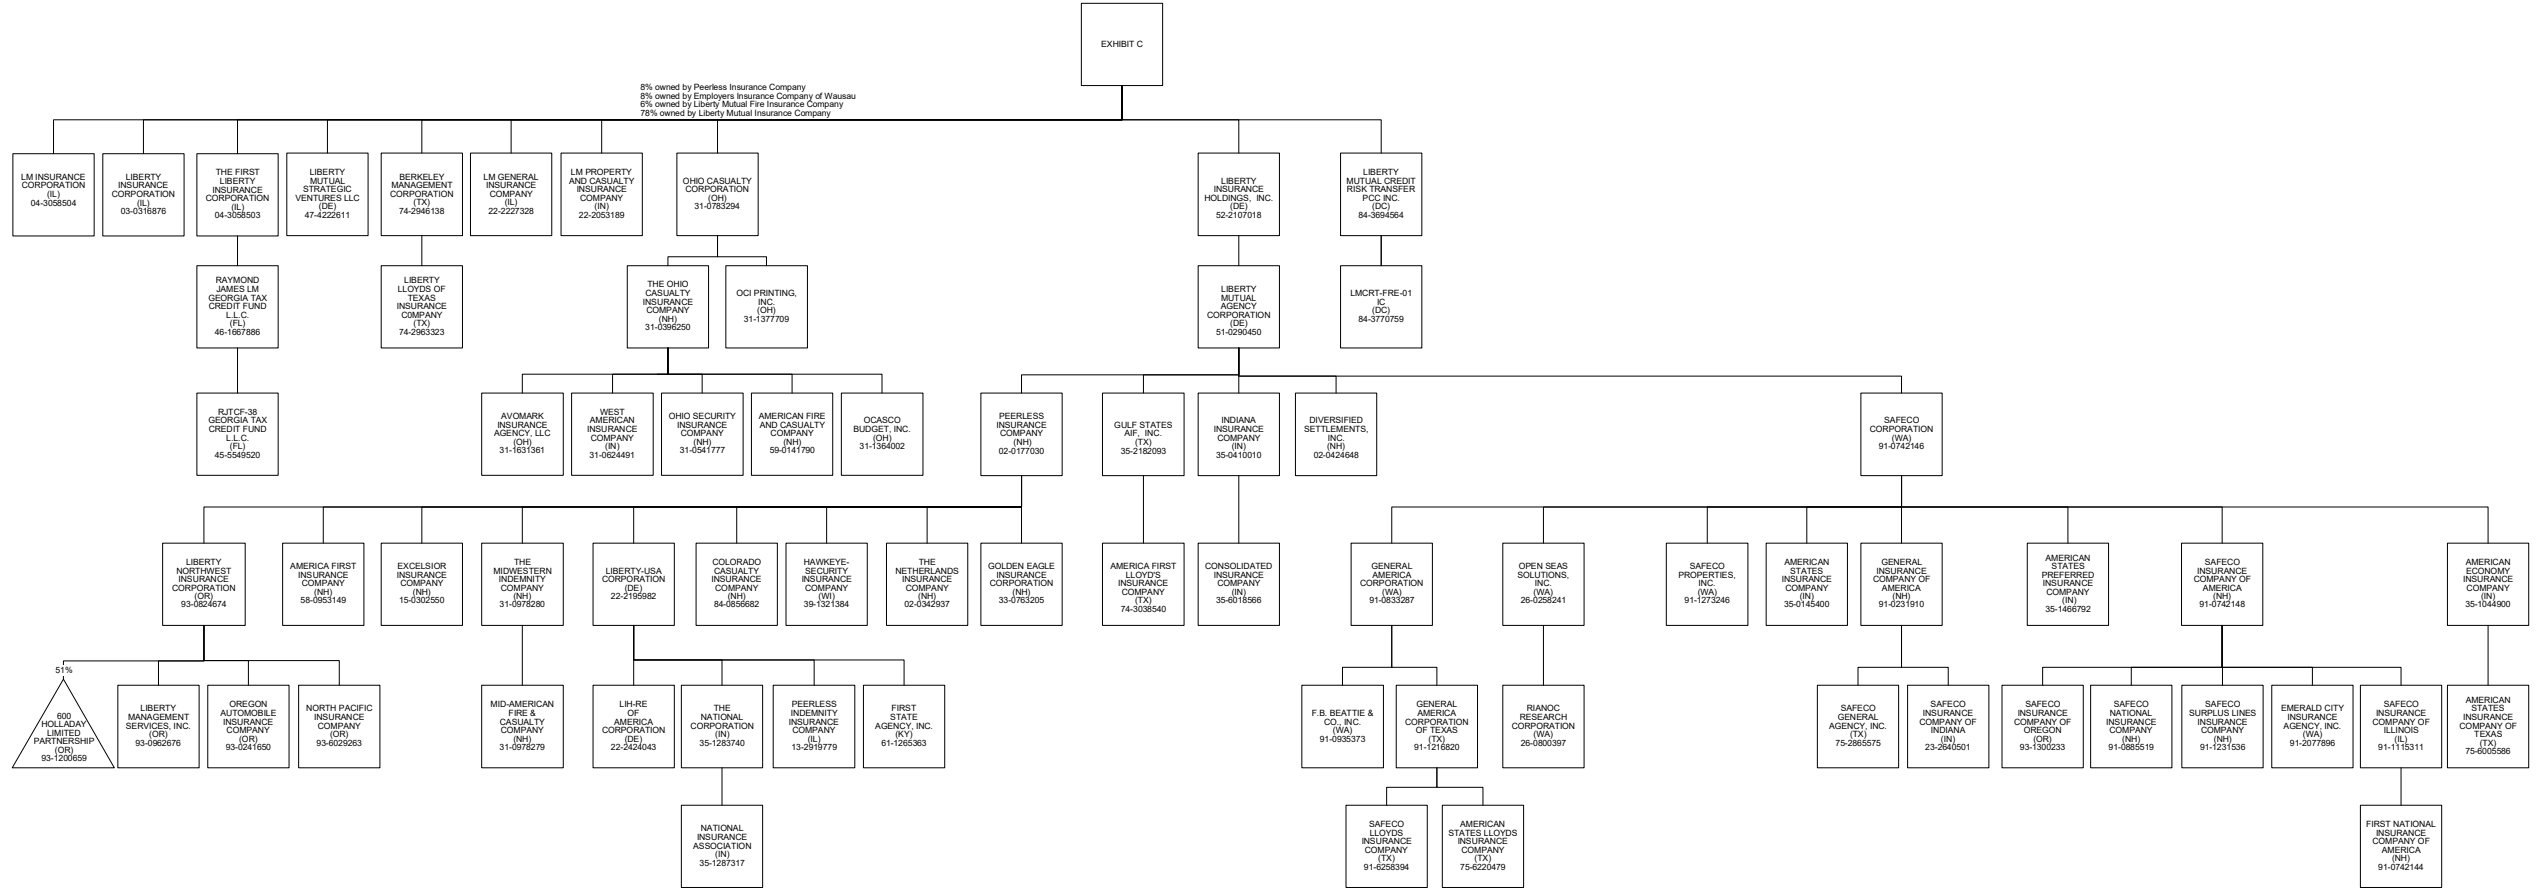 EXHIBIT C
8% owned by Peerless Insurance Company
8% owned by Employers Insurance Company of Wausau
6% owned by Liberty Mutual Fire Insurance Company
78% owned by Liberty Mutual Insurance Company
LM INSURANCE
CORPORATION
(IL)
04-3058504
LIBERTY
INSURANCE
CORPORATION
(IL)
03-0316876
THE FIRST
LIBERTY
INSURANCE
CORPORATION
(IL)
04-3058503
LIBERTY
MUTUAL
STRATEGIC
VENTURES LLC
(DE)
47-4222611
BERKELEY
MANAGEMENT
CORPORATION
(TX)
74-2946138
LM GENERAL
INSURANCE
COMPANY
(IL)
22-2227328
LM PROPERTY
AND CASUALTY
INSURANCE
COMPANY
(IN)
22-2053189
OHIO CASUALTY
CORPORATION
(OH)
31-0783294
LIBERTY
INSURANCE
HOLDINGS, INC.
(DE)
52-2107018
LIBERTY
MUTUAL CREDIT
RISK TRANSFER
PCC INC.
(DC)
84-3694564
RAYMOND
JAMES LM
GEORGIA TAX
CREDIT FUND
L.L.C.
(FL)
46-1667886
LIBERTY
LLOYDS OF
TEXAS
INSURANCE
C0MPANY
(TX)
74-2963323
THE OHIO
CASUALTY
INSURANCE
COMPANY
(NH)
31-0396250
OCI PRINTING,
INC.
(OH)
31-1377709
LIBERTY
MUTUAL
AGENCY
CORPORATION
(DE)
51-0290450
LMCRT-FRE-01
IC
(DC)
84-3770759
RJTCF-38
GEORGIA TAX
CREDIT FUND
L.L.C.
(FL)
45-5549520
AVOMARK
INSURANCE
AGENCY, LLC
(OH)
31-1631361
WEST
AMERICAN
INSURANCE
COMPANY
(IN)
31-0624491
OHIO SECURITY
INSURANCE
COMPANY
(NH)
31-0541777
AMERICAN FIRE
AND CASUALTY
COMPANY
(NH)
59-0141790
OCASCO
BUDGET, INC.
(OH)
31-1364002
PEERLESS
INSURANCE
COMPANY
(NH)
02-0177030
GULF STATES
AIF, INC.
(TX)
35-2182093
INDIANA
INSURANCE
COMPANY
(IN)
35-0410010
DIVERSIFIED
SETTLEMENTS,
INC.
(NH)
02-0424648
SAFECO
CORPORATION
(WA)
91-0742146
LIBERTY
NORTHWEST
INSURANCE
CORPORATION
(OR)
93-0824674
AMERICA FIRST
INSURANCE
COMPANY
(NH)
58-0953149
EXCELSIOR
INSURANCE
COMPANY
(NH)
15-0302550
THE
MIDWESTERN
INDEMNITY
COMPANY
(NH)
31-0978280
LIBERTY-USA
CORPORATION
(DE)
22-2195982
COLORADO
CASUALTY
INSURANCE
COMPANY
(NH)
84-0856682
HAWKEYE-
SECURITY
INSURANCE
COMPANY
(WI)
39-1321384
THE
NETHERLANDS
INSURANCE
COMPANY
(NH)
02-0342937
GOLDEN EAGLE
INSURANCE
CORPORATION
(NH)
33-0763205
AMERICA FIRST
LLOYD'S
INSURANCE
COMPANY
(TX)
74-3038540
CONSOLIDATED
INSURANCE
COMPANY
(IN)
35-6018566
GENERAL
AMERICA
CORPORATION
(WA)
91-0833287
OPEN SEAS
SOLUTIONS,
INC.
(WA)
26-0258241
SAFECO
PROPERTIES,
INC.
(WA)
91-1273246
AMERICAN
STATES
INSURANCE
COMPANY
(IN)
35-0145400
GENERAL
INSURANCE
COMPANY OF
AMERICA
(NH)
91-0231910
AMERICAN
STATES
PREFERRED
INSURANCE
COMPANY
(IN)
35-1466792
SAFECO
INSURANCE
COMPANY OF
AMERICA
(NH)
91-0742148
AMERICAN
ECONOMY
INSURANCE
COMPANY
(IN)
35-1044900
51%
600
HOLLADAY
LIMITED
PARTNERSHIP
(OR)
93-1200659
LIBERTY
MANAGEMENT
SERVICES, INC.
(OR)
93-0962676
OREGON
AUTOMOBILE
INSURANCE
COMPANY
(OR)
93-0241650
NORTH PACIFIC
INSURANCE
COMPANY
(OR)
93-6029263
MID-AMERICAN
FIRE &
CASUALTY
COMPANY
(NH)
31-0978279
LIH-RE
OF
AMERICA
CORPORATION
(DE)
22-2424043
THE
NATIONAL
CORPORATION
(IN)
35-1283740
PEERLESS
INDEMNITY
INSURANCE
COMPANY
(IL)
13-2919779
FIRST
STATE
AGENCY, INC.
(KY)
61-1265363
F.B. BEATTIE &
CO., INC.
(WA)
91-0935373
GENERAL
AMERICA
CORPORATION
OF TEXAS
(TX)
91-1216820
RIANOC
RESEARCH
CORPORATION
(WA)
26-0800397
SAFECO
GENERAL
AGENCY, INC.
(TX)
75-2865575
SAFECO
INSURANCE
COMPANY OF
INDIANA
(IN)
23-2640501
SAFECO
INSURANCE
COMPANY OF
OREGON
(OR)
93-1300233
SAFECO
NATIONAL
INSURANCE
COMPANY
(NH)
91-0885519
SAFECO
SURPLUS LINES
INSURANCE
COMPANY
(NH)
91-1231536
EMERALD CITY
INSURANCE
AGENCY, INC.
(WA)
91-2077896
SAFECO
INSURANCE
COMPANY OF
ILLINOIS
(IL)
91-1115311
AMERICAN
STATES
INSURANCE
COMPANY OF
TEXAS
(TX)
75-6005586
NATIONAL
INSURANCE
ASSOCIATION
(IN)
35-1287317
SAFECO
LLOYDS
INSURANCE
COMPANY
(TX)
91-6258394
AMERICAN
STATES LLOYDS
INSURANCE
COMPANY
(TX)
75-6220479
FIRST NATIONAL
INSURANCE
COMPANY OF
AMERICA
(NH)
91-0742144